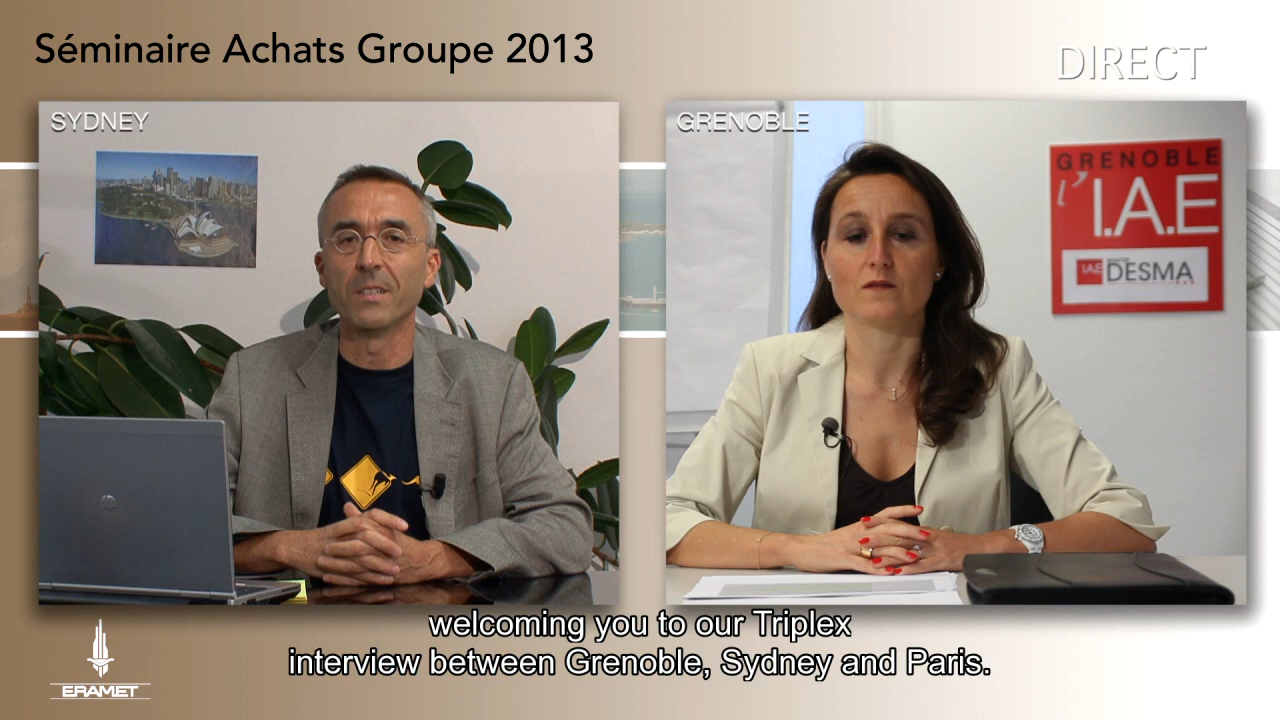 Séminaire Achats Groupe 2013
DIRECT
SYDNEY
GRENOBLE
GRENOBLE
l'I.A.E
I.A.E DESMA
ERAMET
welcoming you to our Triplex
interview between Grenoble, Sydney and Paris.